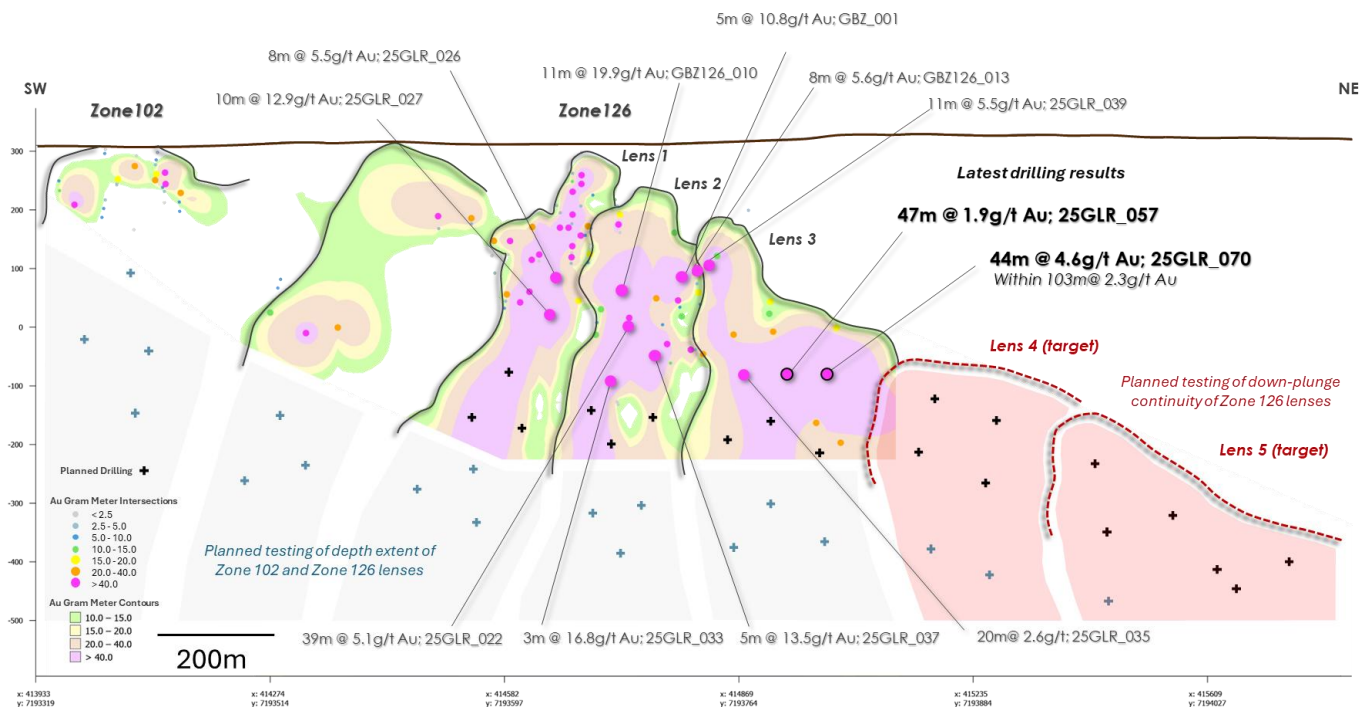 5m @ 10.8g/t Au; GBZ_001
8m @ 5.5g/t Au; 25GLR_026
11m @ 19.9g/t Au; GBZ126_010
8m @ 5.6g/t Au; GBZ126_013
SW
NE
10m @ 12.9g/t Au; 25GLR_027
11m @ 5.5g/t Au; 25GLR_039
Zone102
Zone126
Lens 1
Lens 2
Lens 3
Latest drilling results
47m @ 1.9g/t Au; 25GLR_057
44m @ 4.6g/t Au; 25GLR_070
Within 103m@ 2.3g/t Au
300
200
100
0
-100
-200
-300
-400
-500
Lens 4 (target)
Planned testing of down-plunge
continuity of Zone 126 lenses
Lens 5 (target)
Planned Drilling
Au Gram Meter Intersections
< 2.5
2.5 - 5.0
5.0 - 10.0
10.0 - 15.0
15.0 - 20.0
20.0 - 40.0
> 40.0
Au Gram Meter Contours
10.0 – 15.0
15.0 – 20.0
20.0 – 40.0
> 40.0
Planned testing of depth extent of
Zone 102 and Zone 126 lenses
200m
39m @ 5.1g/t Au; 25GLR_022
3m @ 16.8g/t Au; 25GLR_033
5m @ 13.5g/t Au; 25GLR_037
20m@ 2.6g/t; 25GLR_035
x: 413933
y: 7193319
x: 414274
y: 7193514
x: 414582
y: 7193597
x: 414869
y: 7193764
x: 415235
y: 7193884
x: 415609
y: 7194027